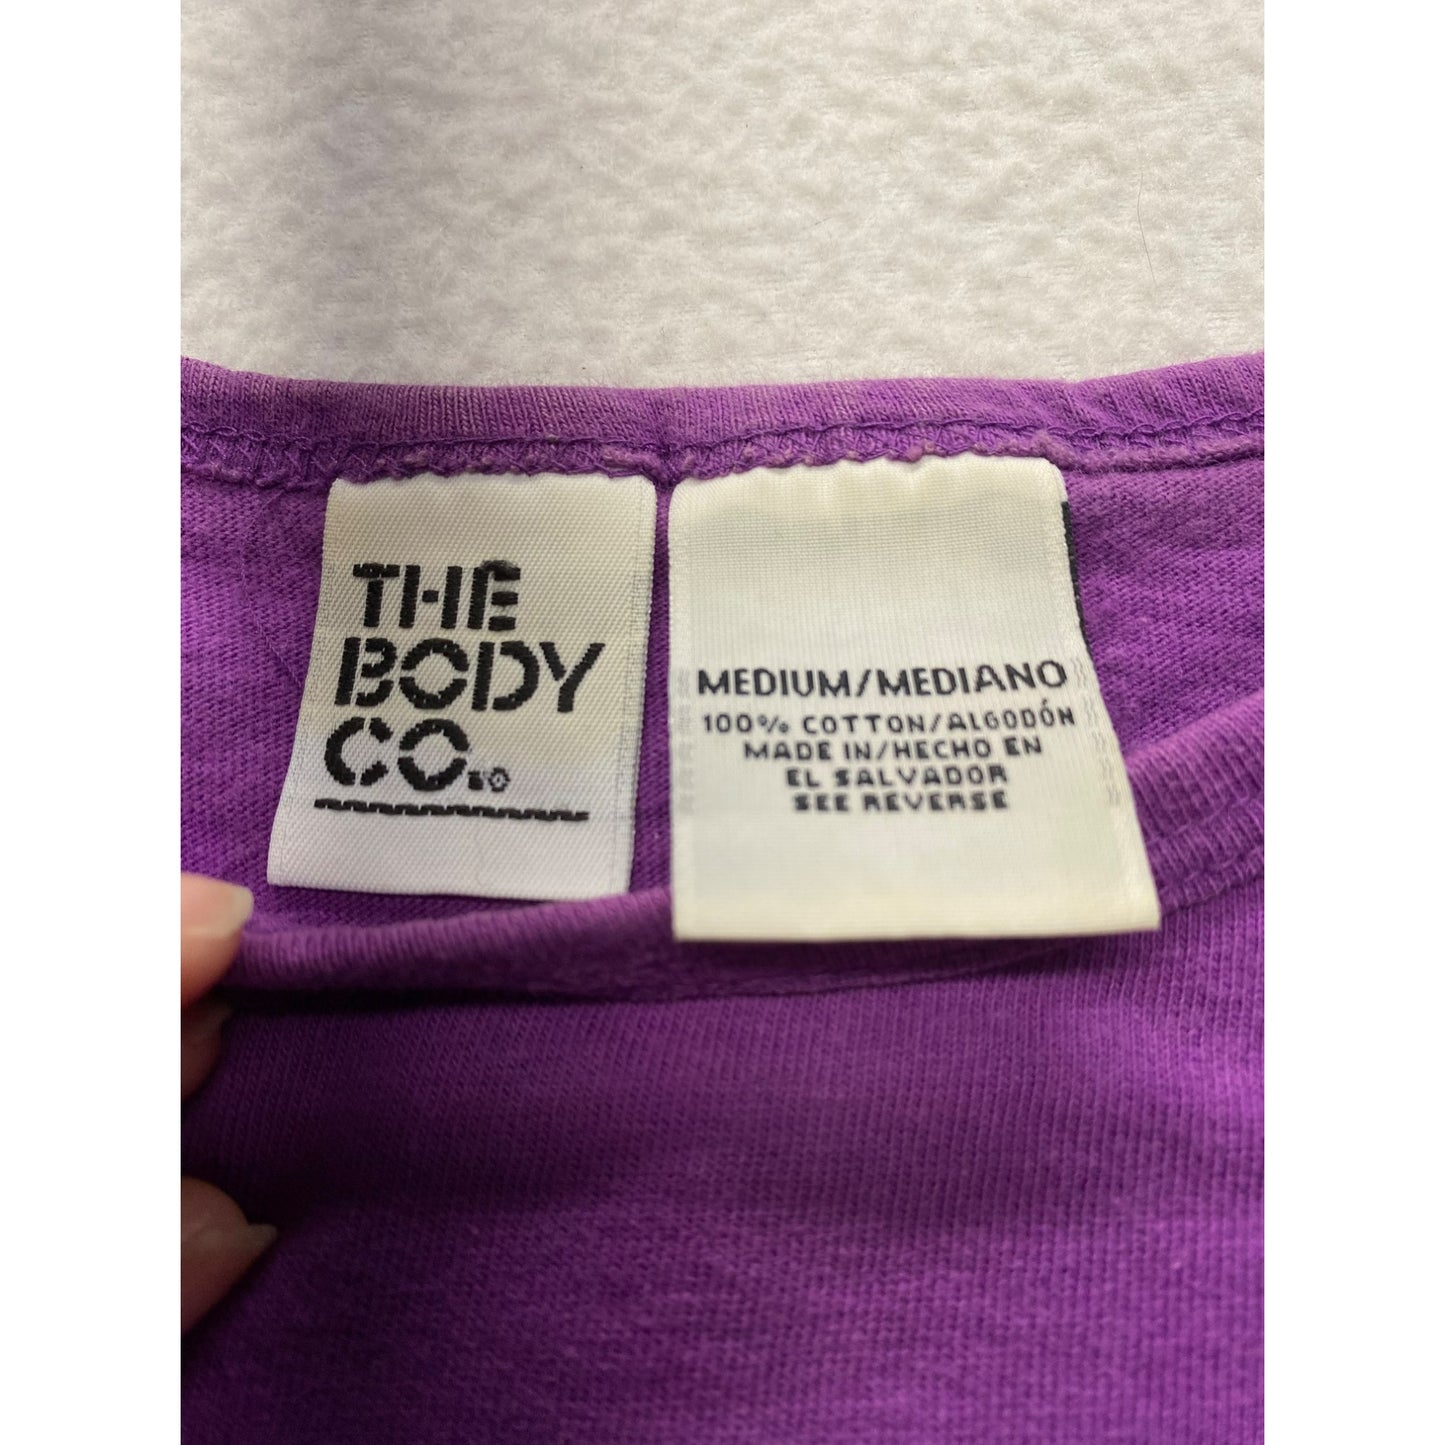 THE
BODY
CO.®
MEDIUM/MEDIANO
100% COTTON/ALGODÓN
MADE IN/HECHO EN
EL SALVADOR
SEE REVERSE